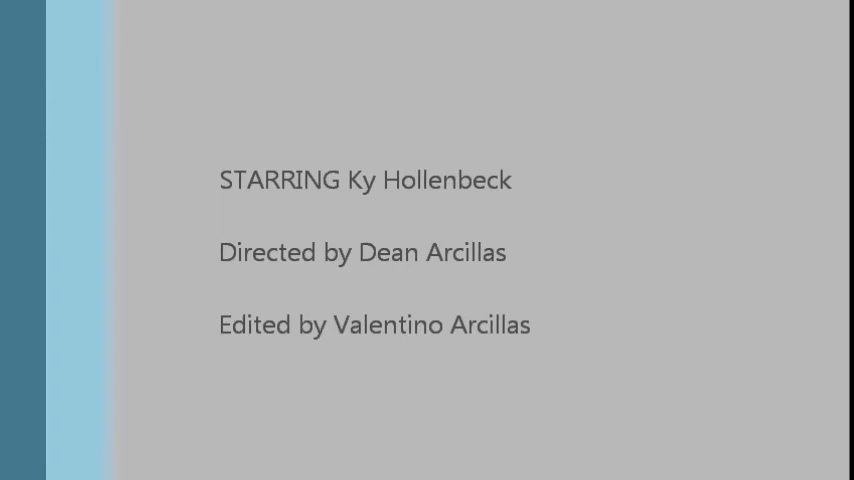 STARRING Ky Hollenbeck
Directed by Dean Arcillas
Edited by Valentino Arcillas